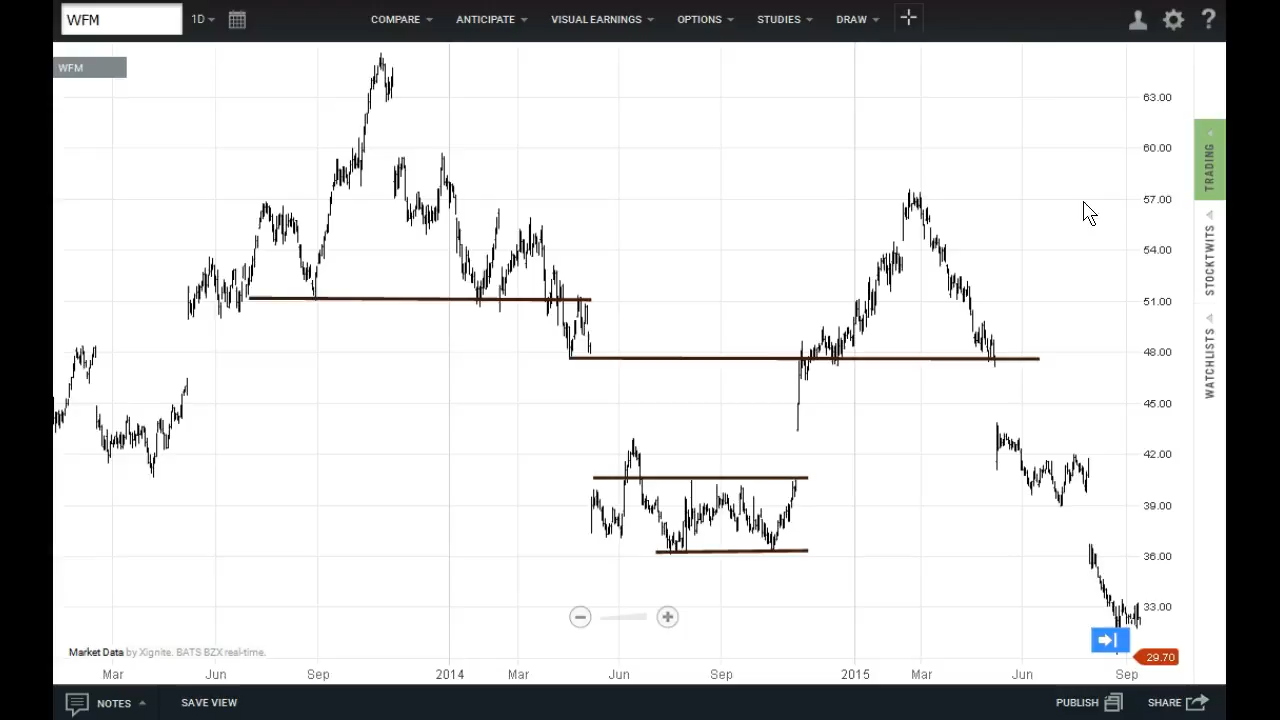 WFM
1D
COMPARE
ANTICIPATE
VISUAL EARNINGS
OPTIONS
STUDIES
DRAW
?
WFM
63.00
60.00
57.00
54.00
51.00
48.00
45.00
42.00
39.00
36.00
33.00
29.70
TRADING
STOCKTWITS
WATCHLISTS
Market Data by Xignite. BATS BZX real-time.
Mar
Jun
Sep
2014
Mar
Jun
Sep
2015
Mar
Jun
Sep
NOTES
SAVE VIEW
PUBLISH
SHARE